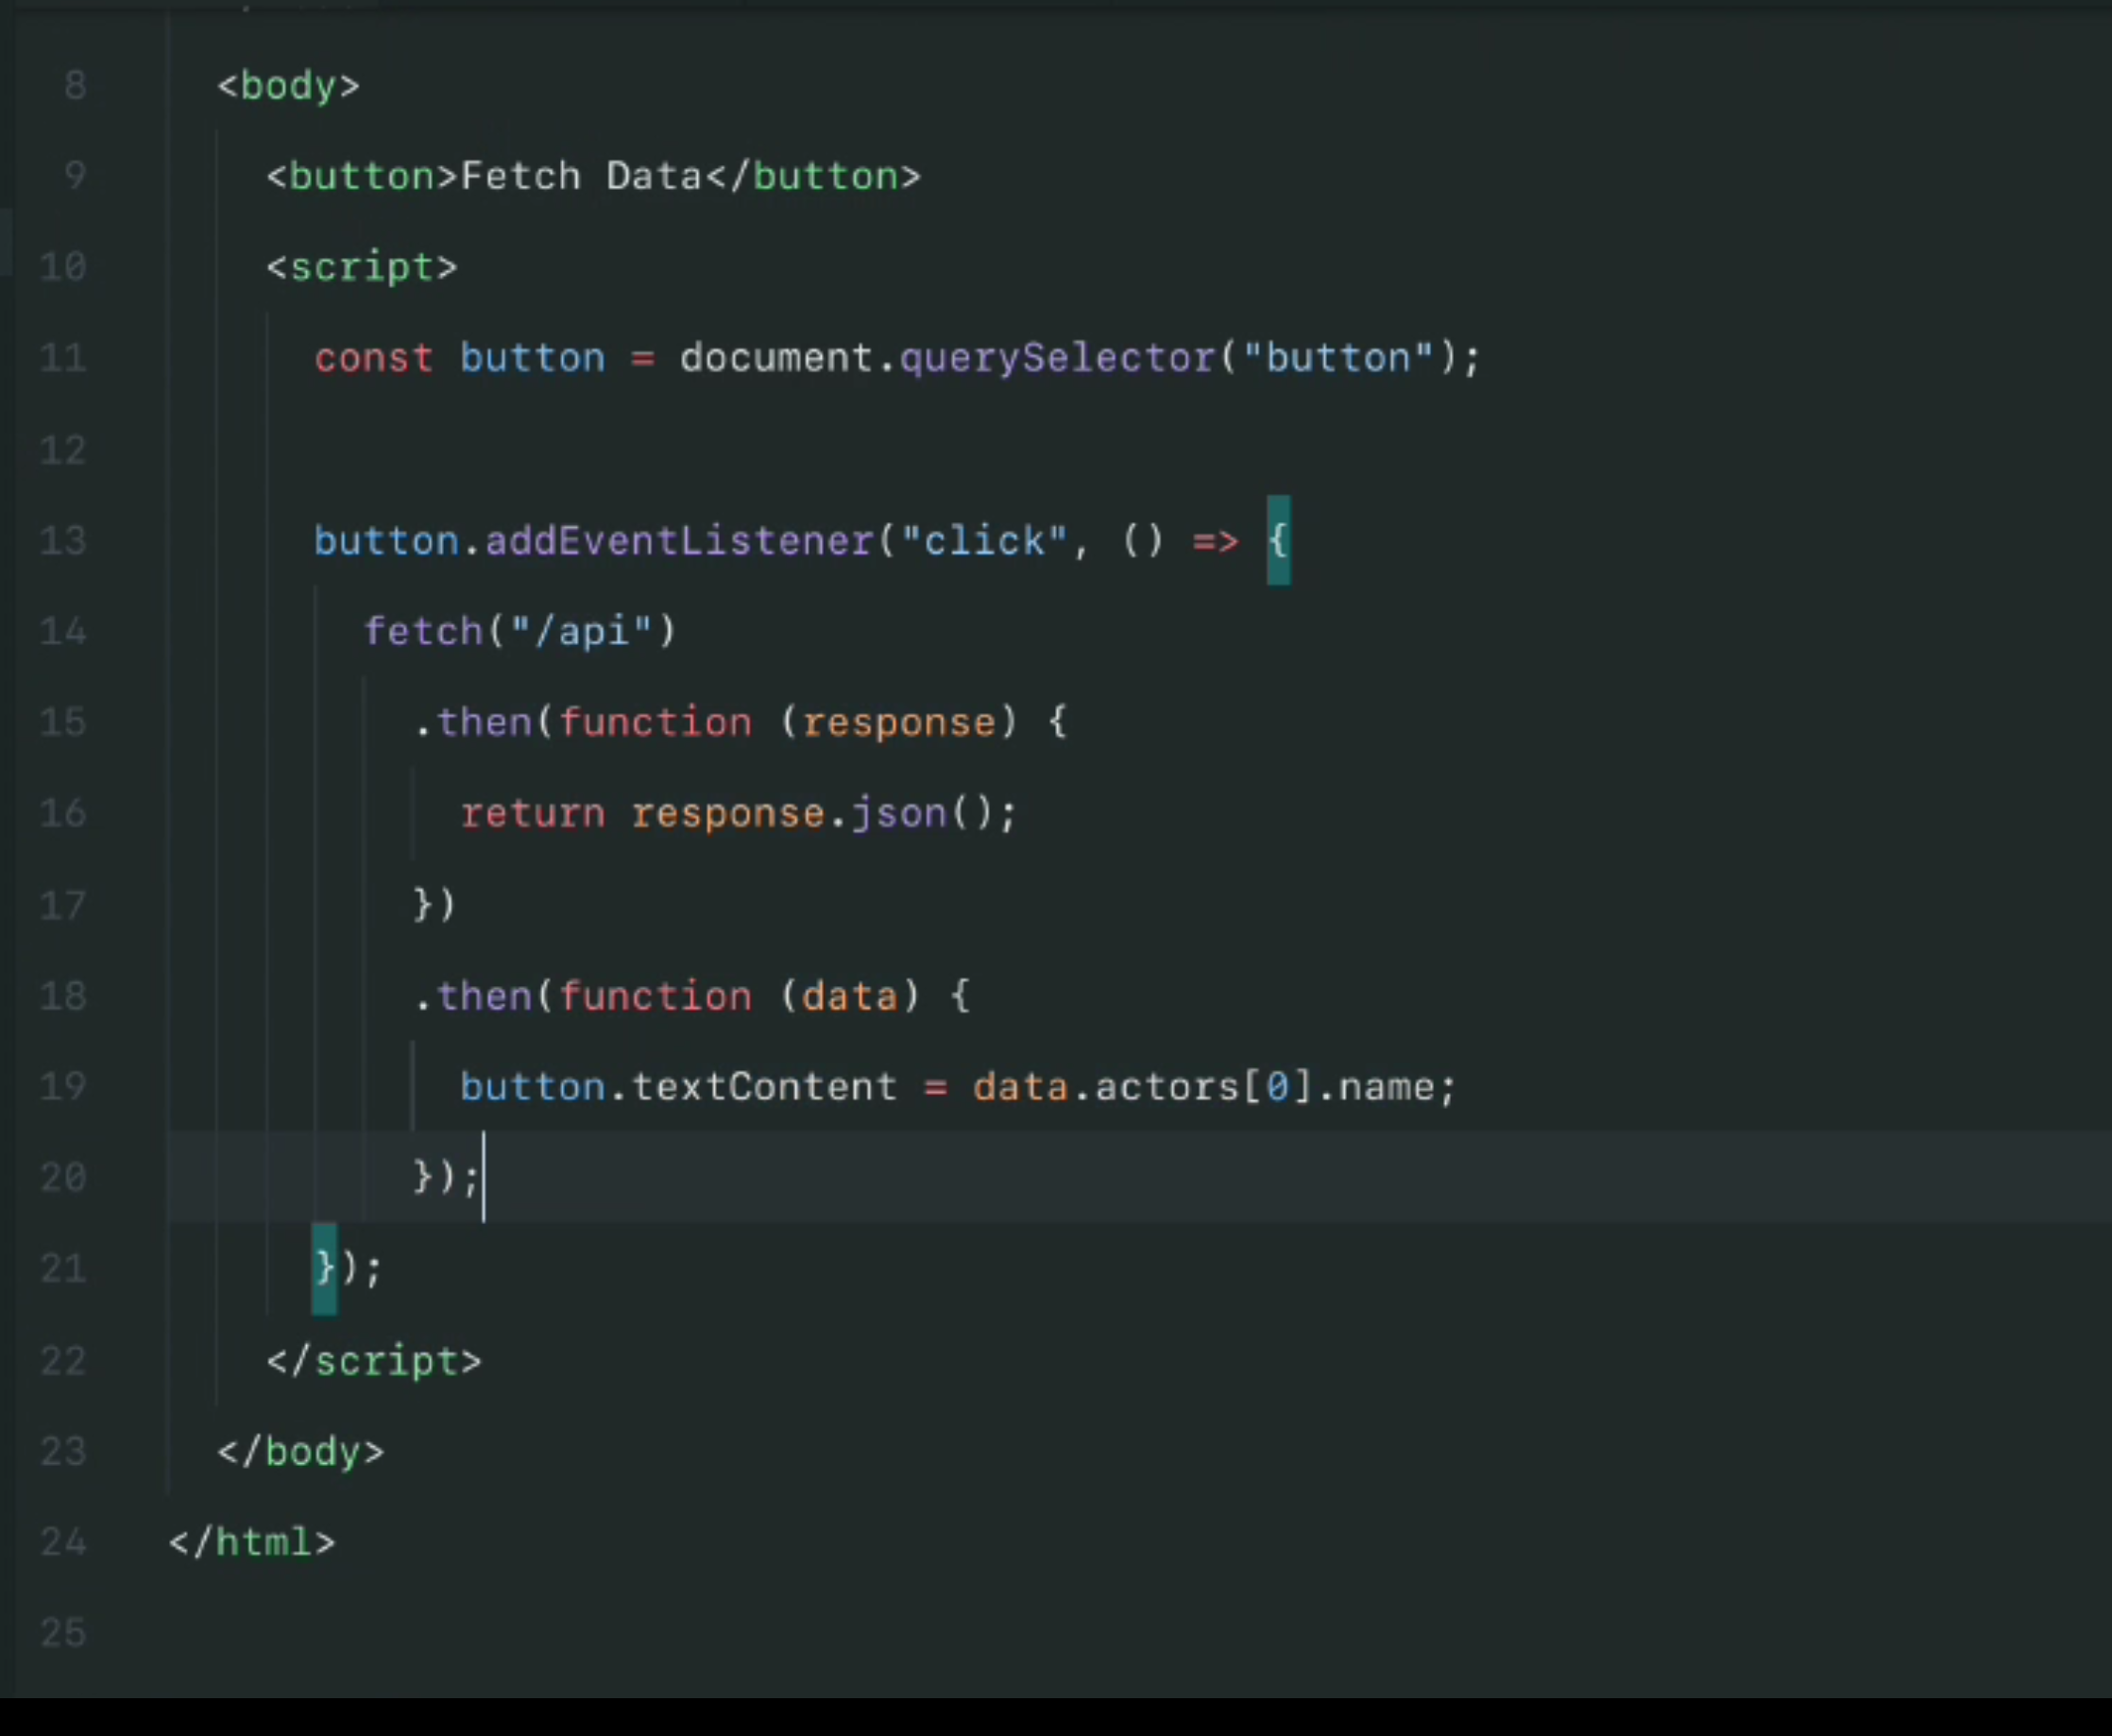 8 <body>
9 <button>Fetch Data</button>
10 <script>
11 const button = document.querySelector("button");
12
13 button.addEventListener("click", () => {
14 fetch("/api")
15 .then(function (response) {
16 return response.json();
17 })
18 .then(function (data) {
19 button.textContent = data.actors[0].name;
20 });
21 });
22 </script>
23 </body>
24 </html>
25